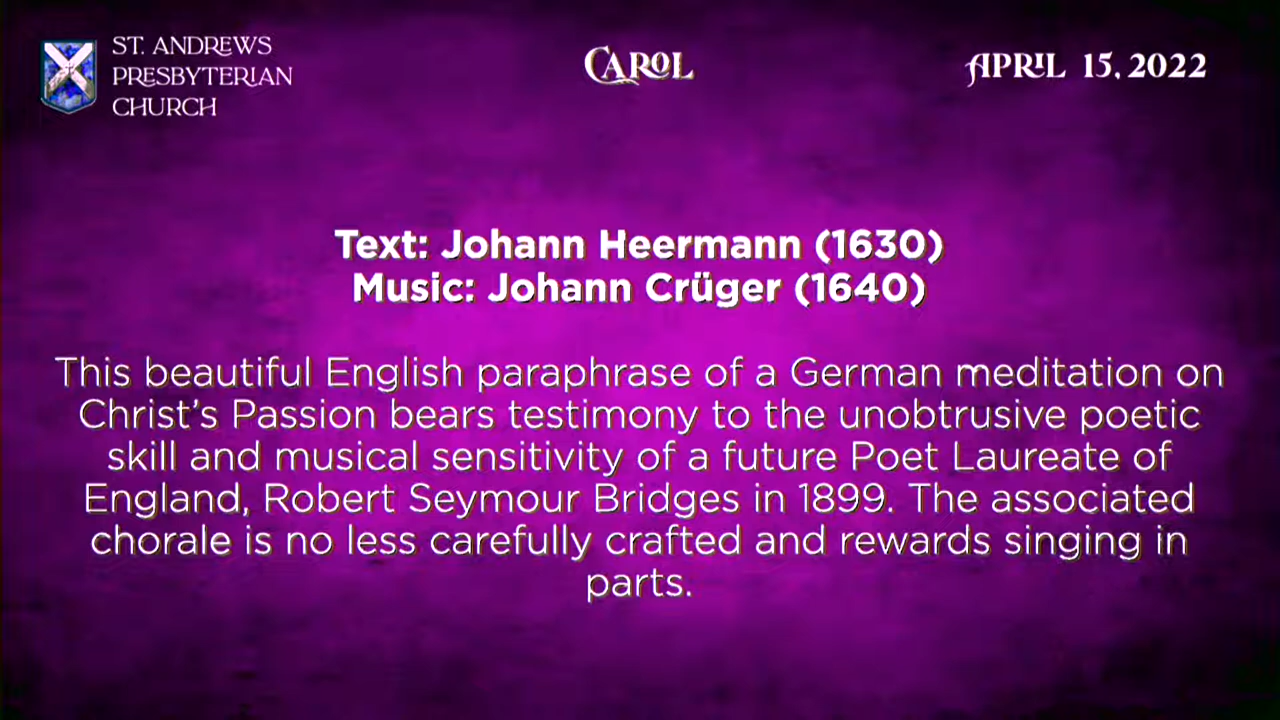 ST. ANDREWS
PRESBYTERIAN
CHURCH
CAROL
APRIL 15, 2022
Text: Johann Heermann (1630)
Music: Johann Crüger (1640)
This beautiful English paraphrase of a German meditation on
Christ's Passion bears testimony to the unobtrusive poetic
skill and musical sensitivity of a future Poet Laureate of
England, Robert Seymour Bridges in 1899. The associated
chorale is no less carefully crafted and rewards singing in
parts.